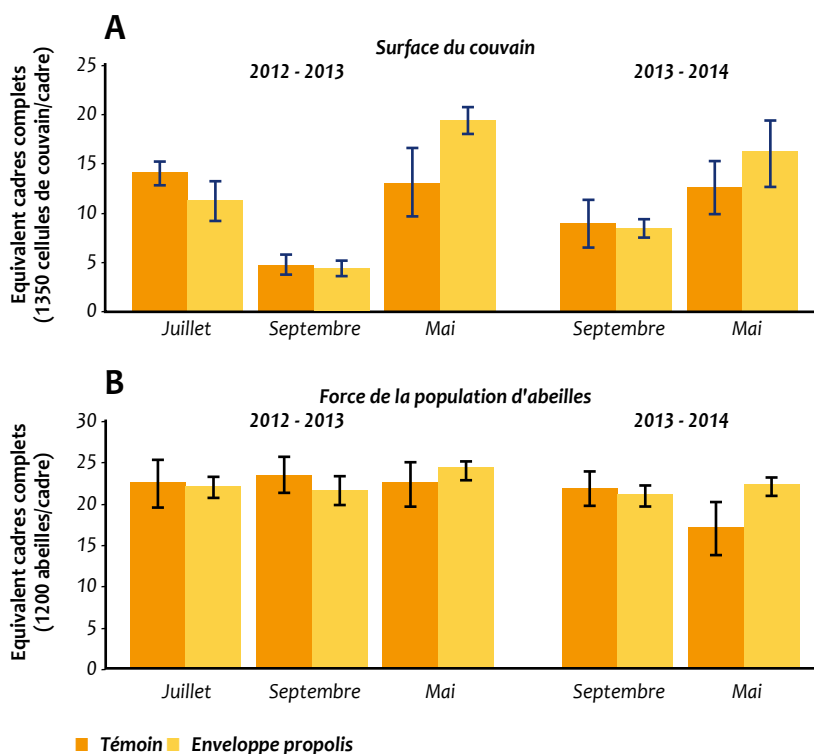 A
Surface du couvain
2012 - 2013
2013 - 2014
Equivalent cadres complets
(1350 cellules de couvain/cadre)
25
20
15
10
5
0
Juillet
Septembre
Mai
Septembre
Mai
B
Force de la population d'abeilles
2012 - 2013
2013 - 2014
Equivalent cadres complets
(1200 abeilles/cadre)
30
25
20
15
10
5
0
Juillet
Septembre
Mai
Septembre
Mai
Témoin
Enveloppe propolis